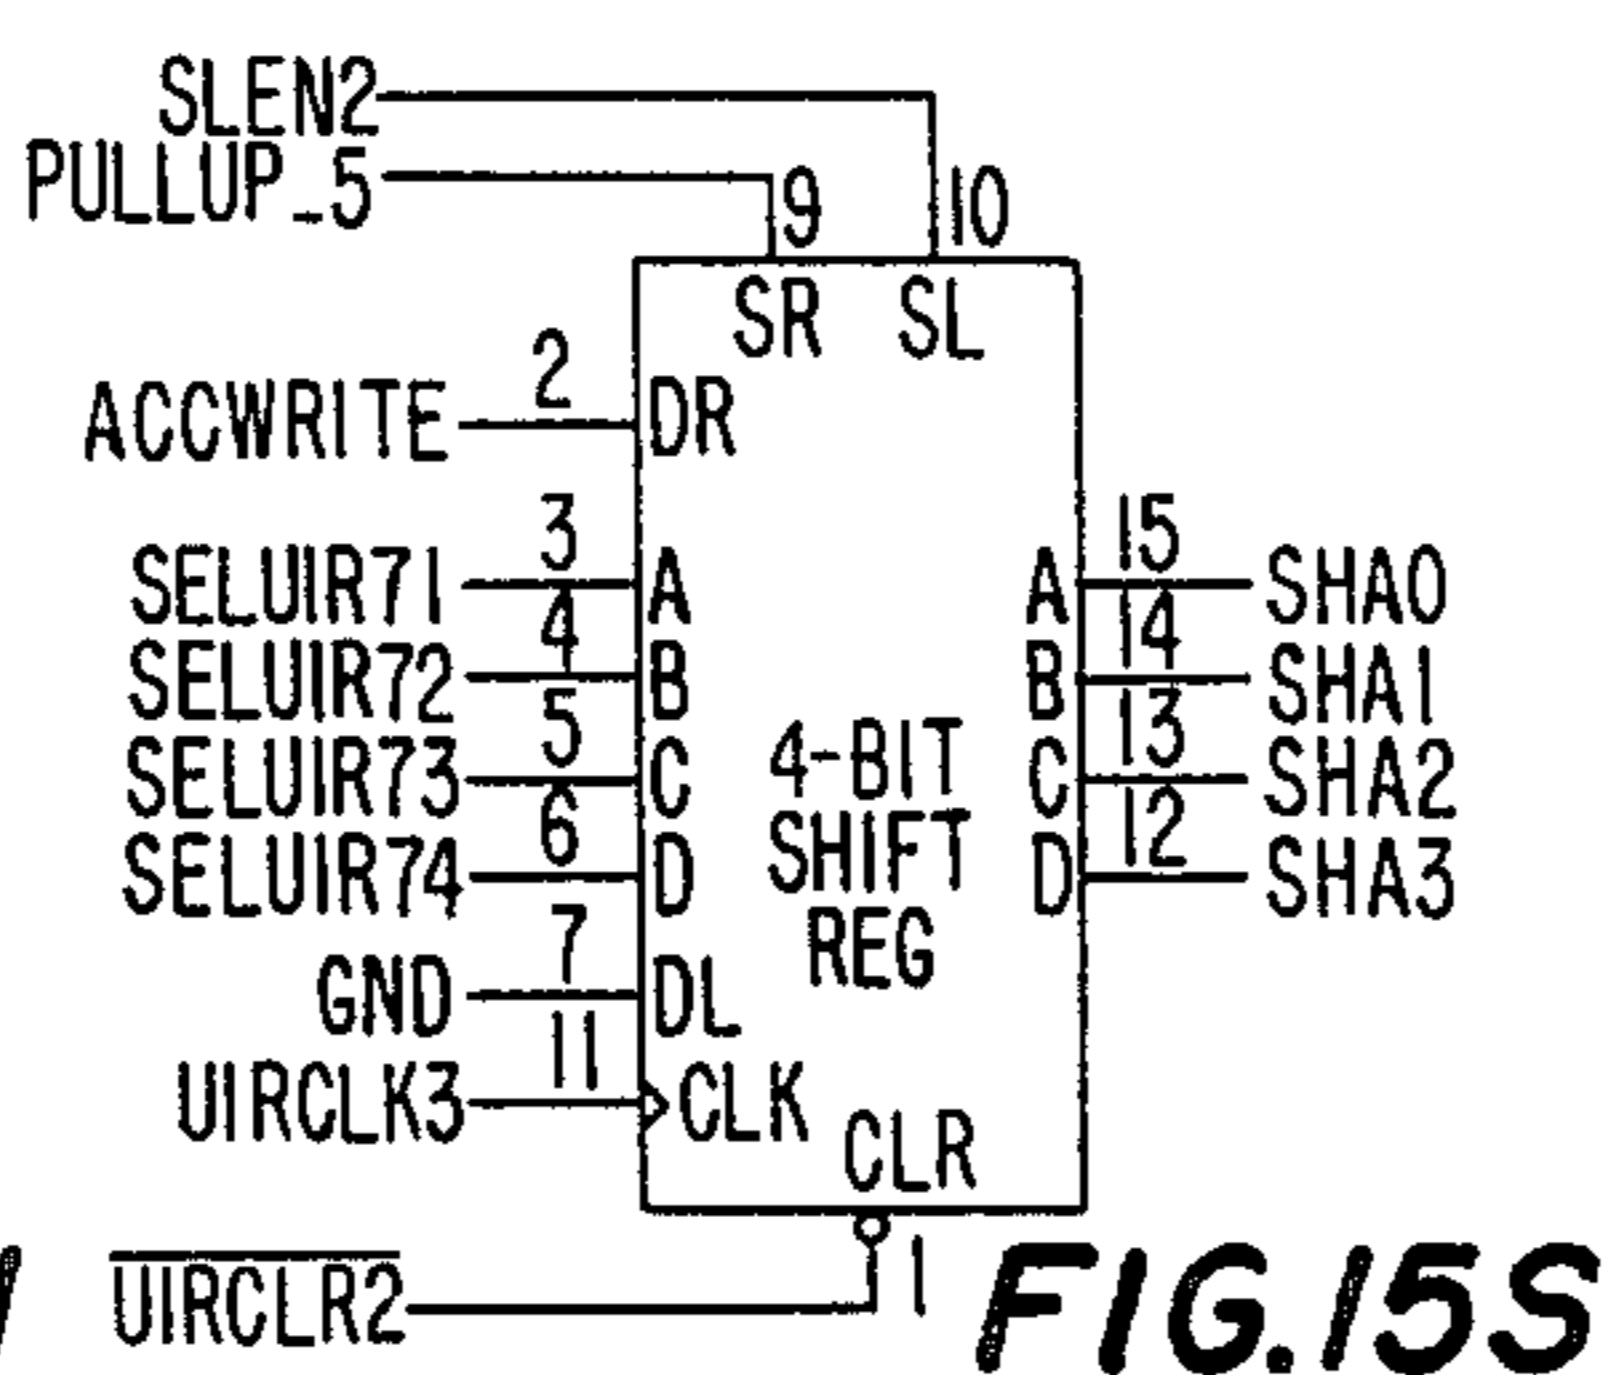 SLEN2
PULLUP_5
9 10
SR SL
2
ACCWRITE DR
3 15
SELUIR71 A A SHA0
4 14
SELUIR72 B B SHA1
5 13
SELUIR73 C 4-BIT C SHA2
6 SHIFT 12
SELUIR74 D D SHA3
7 REG
GND DL
11
UIRCLK3 CLK
CLR
UIRCLR2 1 FIG.15S